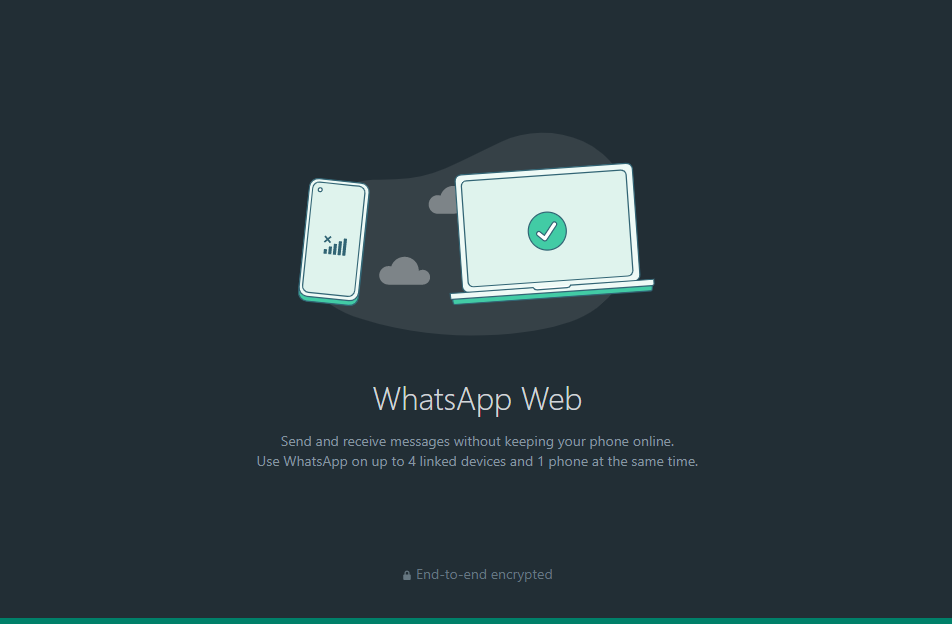 WhatsApp Web
Send and receive messages without keeping your phone online.
Use WhatsApp on up to 4 linked devices and 1 phone at the same time.
End-to-end encrypted